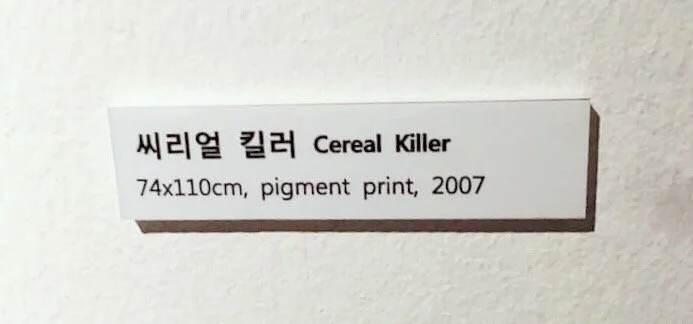 씨리얼 킬러 Cereal Killer
74x110cm, pigment print, 2007